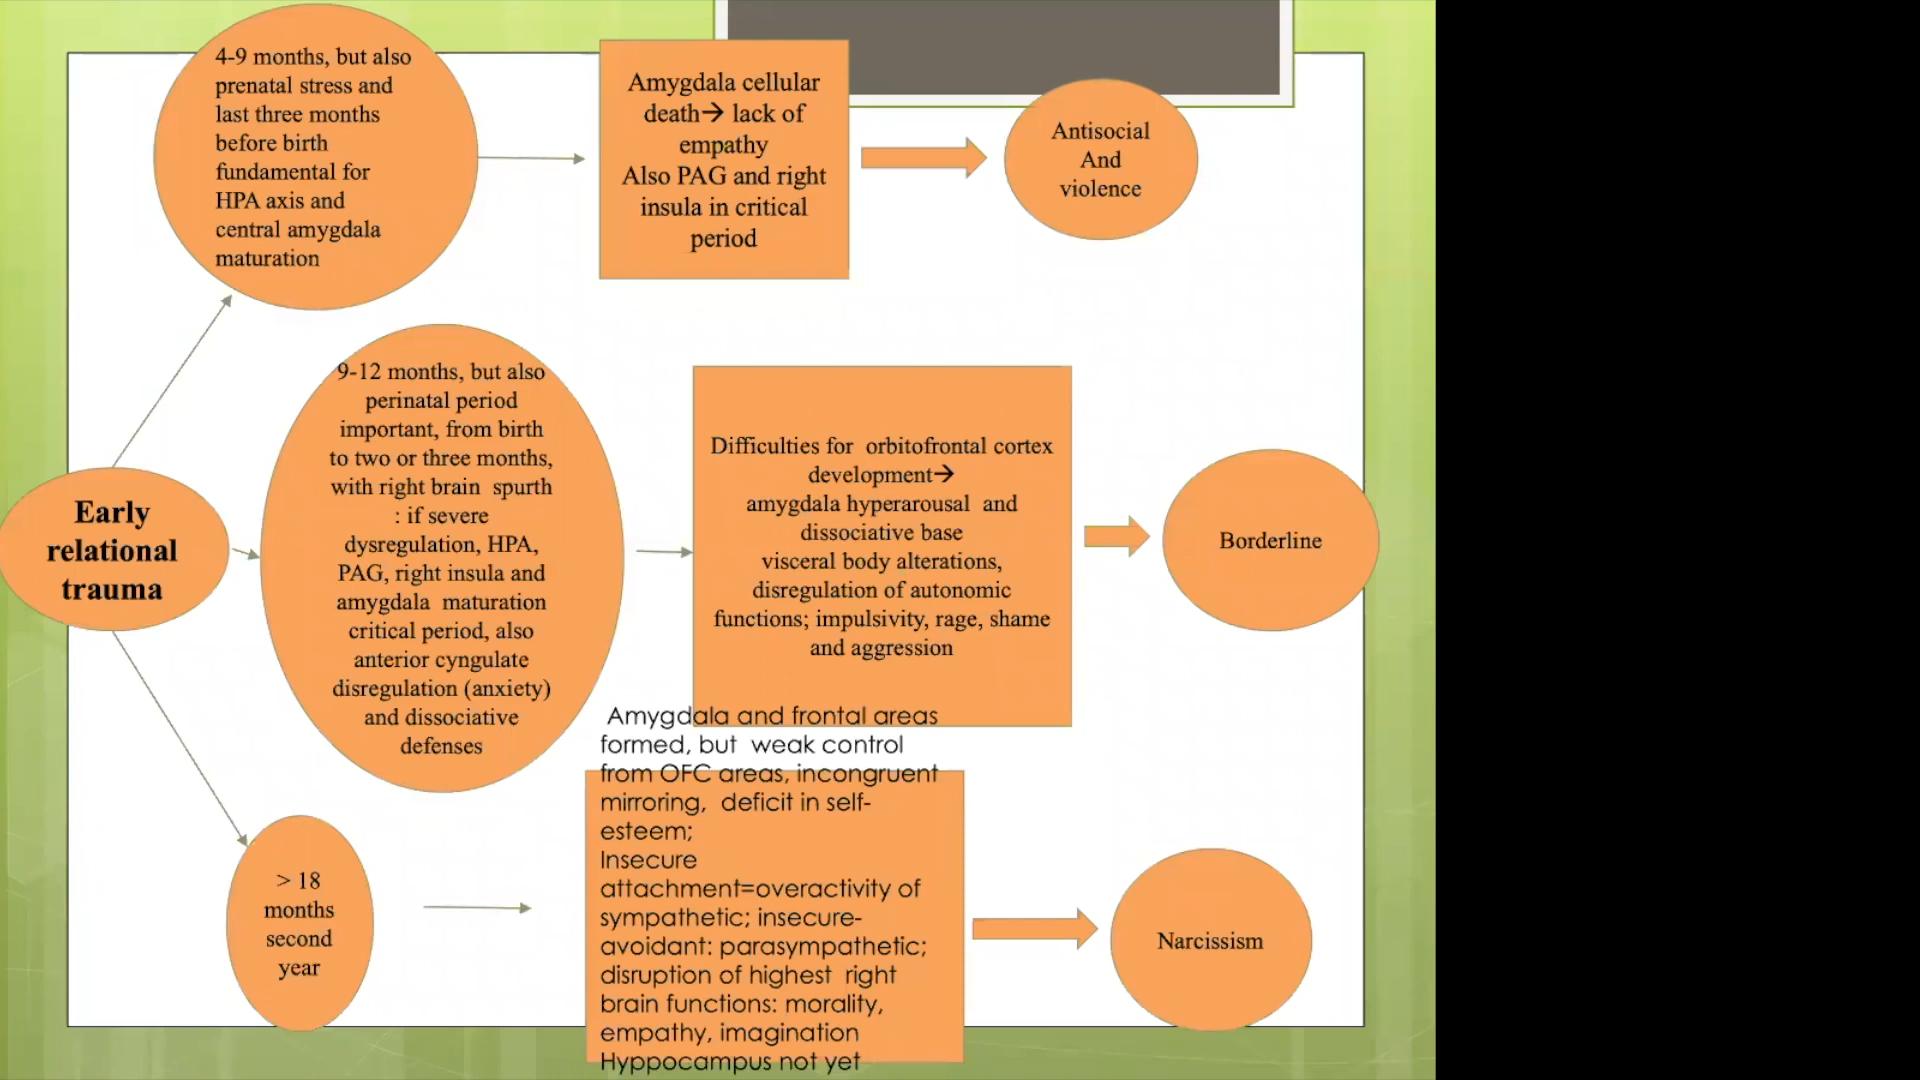 4-9 months, but also
prenatal stress and
last three months
before birth
fundamental for
HPA axis and
central amygdala
maturation
Amygdala cellular
death→ lack of
empathy
Also PAG and right
insula in critical
period
Antisocial
And
violence
Early
relational
trauma
9-12 months, but also
perinatal period
important, from birth
to two or three months,
with right brain  spurth
: if severe
dysregulation, HPA,
PAG, right insula and
amygdala  maturation
critical period, also
anterior cyngulate
disregulation (anxiety)
and dissociative
defenses
Difficulties for  orbitofrontal cortex
development→
amygdala hyperarousal  and
dissociative base
visceral body alterations,
disregulation of autonomic
functions; impulsivity, rage, shame
and aggression
Borderline
> 18
months
second
year
Amygdala and frontal areas
formed, but  weak control
from OFC areas, incongruent
mirroring,  deficit in self-
esteem;
Insecure
attachment=overactivity of
sympathetic; insecure-
avoidant: parasympathetic;
disruption of highest  right
brain functions: morality,
empathy, imagination
Hyppocampus not yet
Narcissism